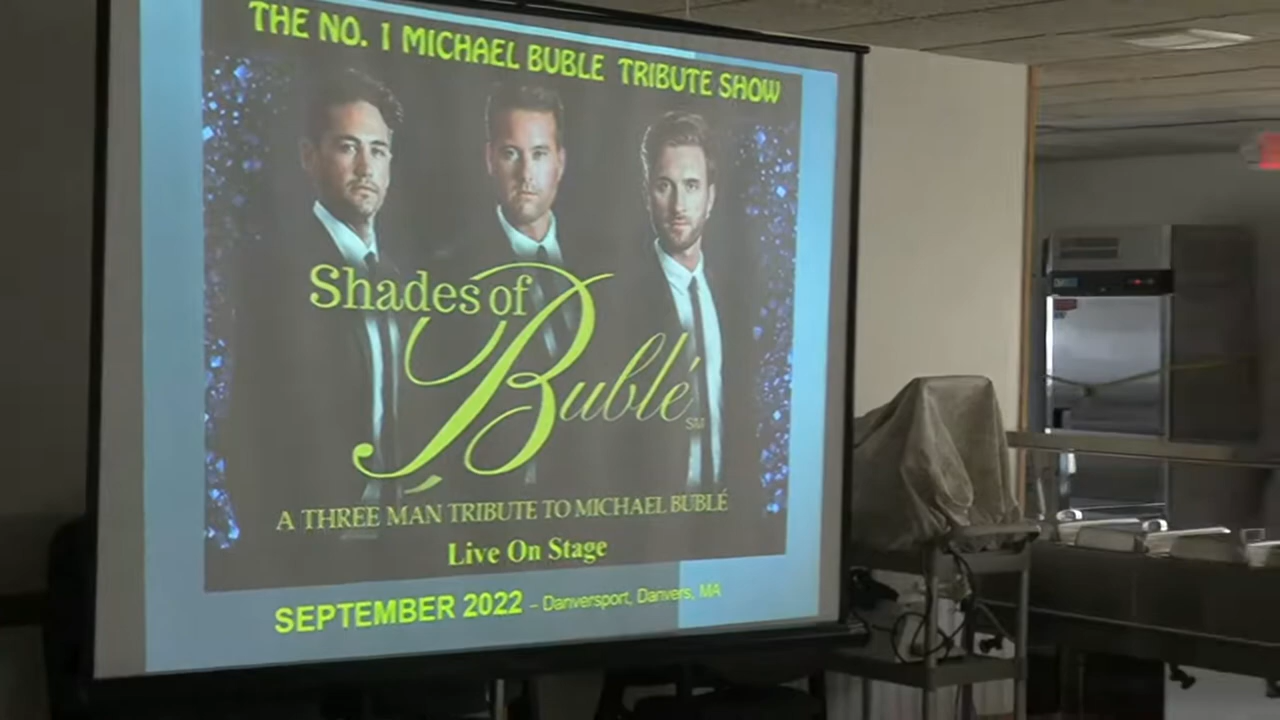 THE NO. 1 MICHAEL BUBLE TRIBUTE SHOW
Shades of
Bublé
SM
A THREE MAN TRIBUTE TO MICHAEL BUBLÉ
Live On Stage
SEPTEMBER 2022 – Danversport, Danvers, MA